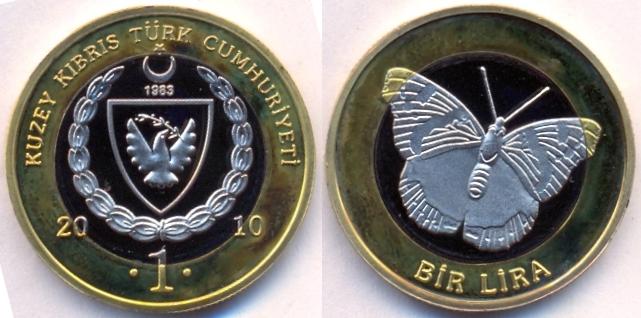 KUZEY KIBRIS TÜRK CUMHURİYETİ
1983
20 10
· 1 ·
BİR LİRA